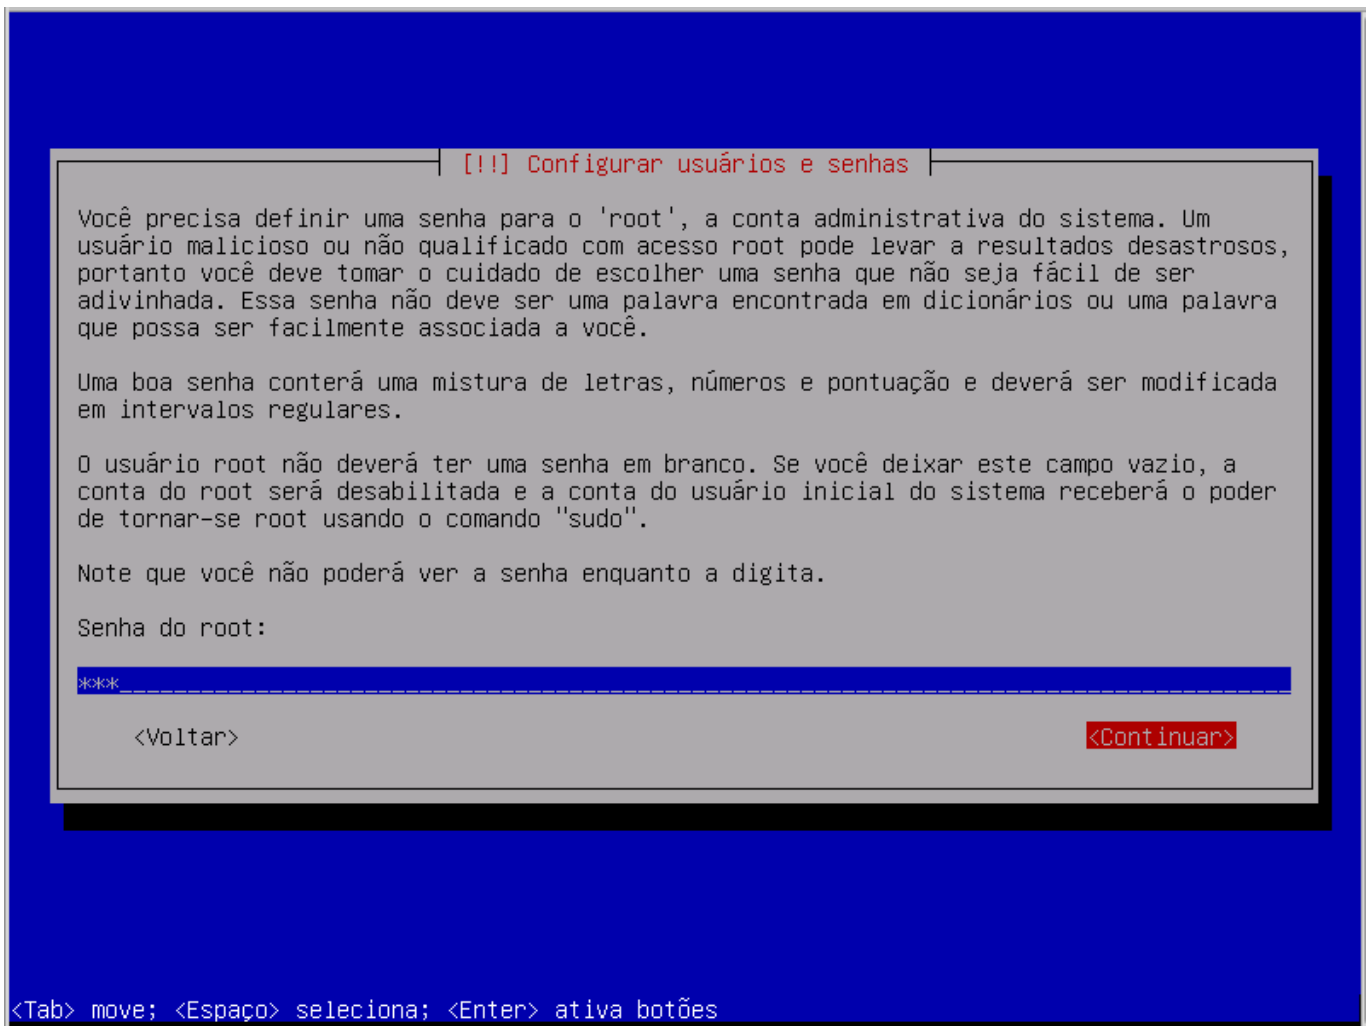 [!!] Configurar usuários e senhas
Você precisa definir uma senha para o 'root', a conta administrativa do sistema. Um
usuário malicioso ou não qualificado com acesso root pode levar a resultados desastrosos,
portanto você deve tomar o cuidado de escolher uma senha que não seja fácil de ser
adivinhada. Essa senha não deve ser uma palavra encontrada em dicionários ou uma palavra
que possa ser facilmente associada a você.
Uma boa senha conterá uma mistura de letras, números e pontuação e deverá ser modificada
em intervalos regulares.
O usuário root não deverá ter uma senha em branco. Se você deixar este campo vazio, a
conta do root será desabilitada e a conta do usuário inicial do sistema receberá o poder
de tornar-se root usando o comando "sudo".
Note que você não poderá ver a senha enquanto a digita.
Senha do root:
***
<Voltar> <Continuar>
<Tab> move; <Espaço> seleciona; <Enter> ativa botões